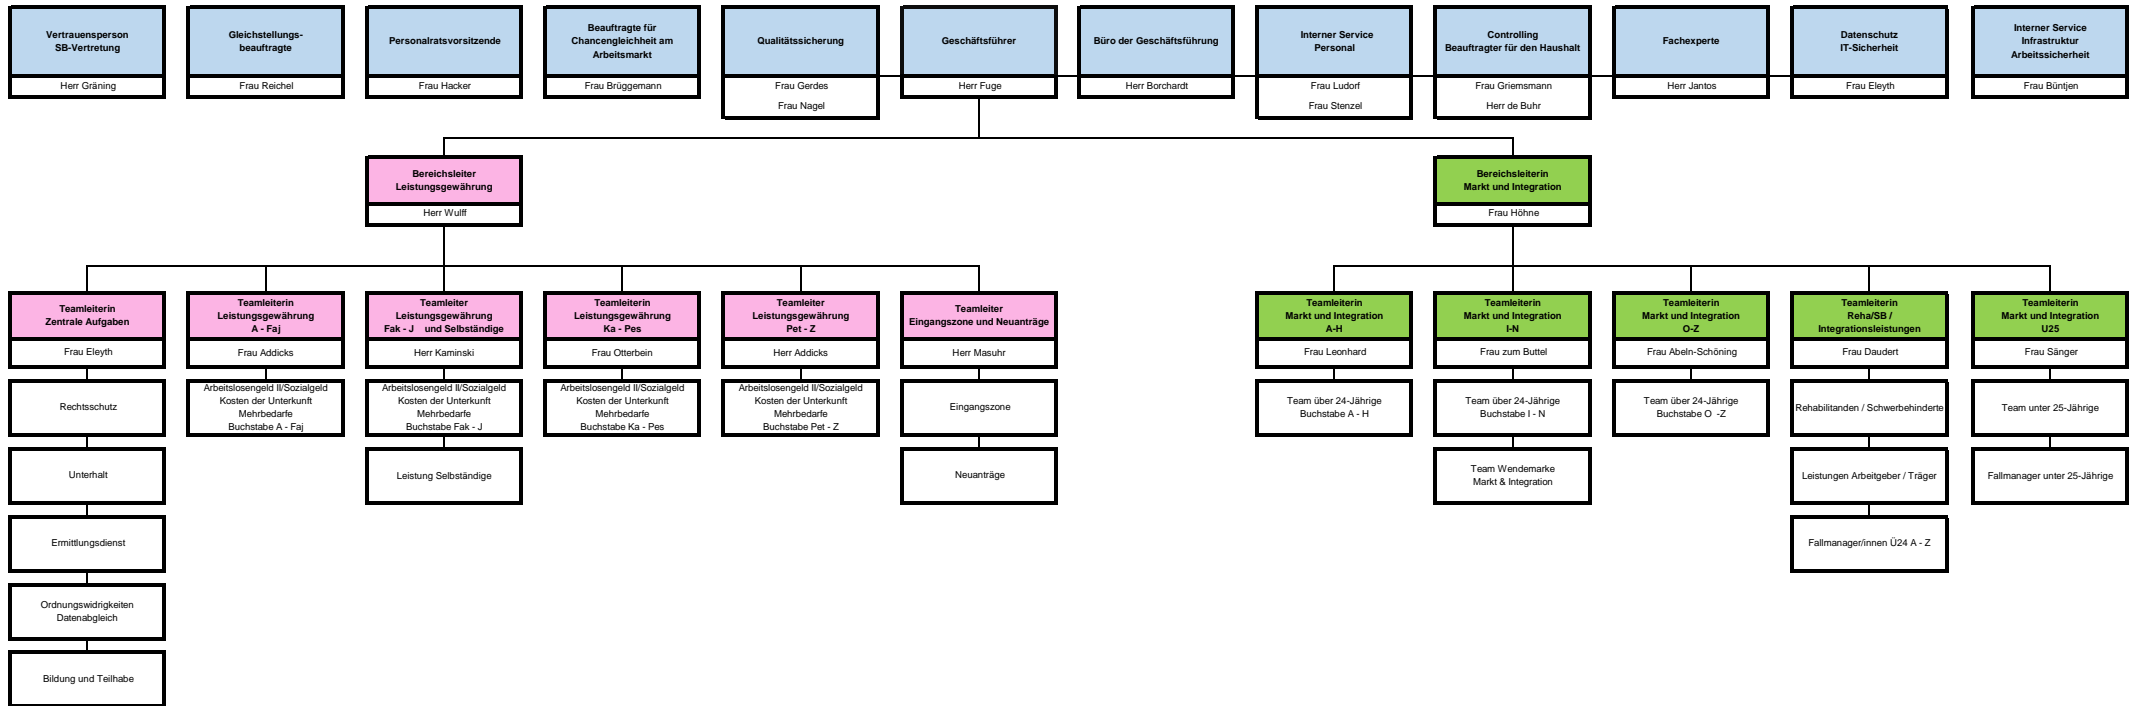 Vertrauensperson
SB-Vertretung
Herr Gräning
Gleichstellungs-
beauftragte
Frau Reichel
Personalratsvorsitzende
Frau Hacker
Beauftragte für
Chancengleichheit am
Arbeitsmarkt
Frau Brüggemann
Qualitätssicherung
Frau Gerdes
Frau Nagel
Geschäftsführer
Herr Fuge
Büro der Geschäftsführung
Herr Borchardt
Interner Service
Personal
Frau Ludorf
Frau Stenzel
Controlling
Beauftragter für den Haushalt
Frau Griemsmann
Herr de Buhr
Fachexperte
Herr Jantos
Datenschutz
IT-Sicherheit
Frau Eleyth
Interner Service
Infrastruktur
Arbeitssicherheit
Frau Büntjen
Bereichsleiter
Leistungsgewährung
Herr Wulff
Bereichsleiterin
Markt und Integration
Frau Höhne
Teamleiterin
Zentrale Aufgaben
Frau Eleyth
Rechtsschutz
Unterhalt
Ermittlungsdienst
Ordnungswidrigkeiten
Datenabgleich
Bildung und Teilhabe
Teamleiterin
Leistungsgewährung
A - Faj
Frau Addicks
Arbeitslosengeld II/Sozialgeld
Kosten der Unterkunft
Mehrbedarfe
Buchstabe A - Faj
Teamleiter
Leistungsgewährung
Fak - J und Selbständige
Herr Kaminski
Arbeitslosengeld II/Sozialgeld
Kosten der Unterkunft
Mehrbedarfe
Buchstabe Fak - J
Leistung Selbständige
Teamleiterin
Leistungsgewährung
Ka - Pes
Frau Otterbein
Arbeitslosengeld II/Sozialgeld
Kosten der Unterkunft
Mehrbedarfe
Buchstabe Ka - Pes
Teamleiter
Leistungsgewährung
Pet - Z
Herr Addicks
Arbeitslosengeld II/Sozialgeld
Kosten der Unterkunft
Mehrbedarfe
Buchstabe Pet - Z
Teamleiter
Eingangszone und Neuanträge
Herr Masuhr
Eingangszone
Neuanträge
Teamleiterin
Markt und Integration
A-H
Frau Leonhard
Team über 24-Jährige
Buchstabe A - H
Teamleiterin
Markt und Integration
I-N
Frau zum Buttel
Team über 24-Jährige
Buchstabe I - N
Team Wendemarke
Markt & Integration
Teamleiterin
Markt und Integration
O-Z
Frau Abeln-Schöning
Team über 24-Jährige
Buchstabe O -Z
Teamleiterin
Reha/SB /
Integrationsleistungen
Frau Daudert
Rehabilitanden / Schwerbehinderte
Leistungen Arbeitgeber / Träger
Fallmanager/innen Ü24 A - Z
Teamleiterin
Markt und Integration
U25
Frau Sänger
Team unter 25-Jährige
Fallmanager unter 25-Jährige